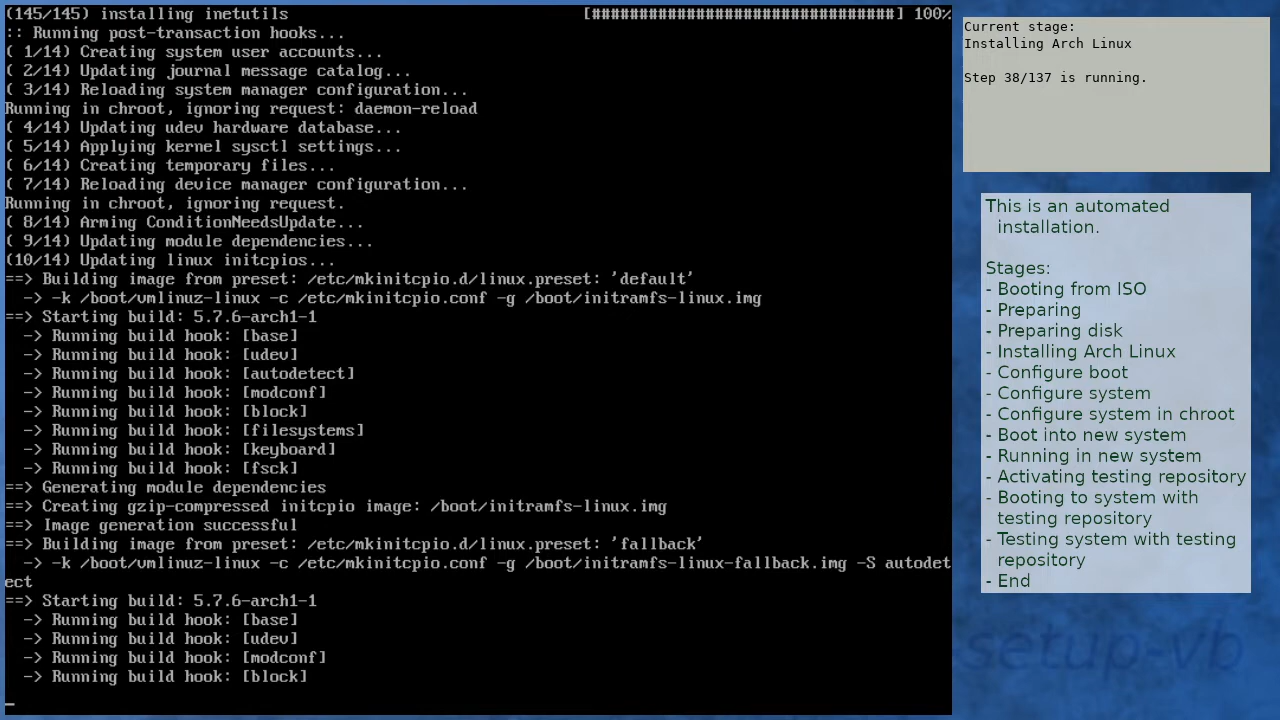 (145/145) installing inetutils [################################] 100%
:: Running post-transaction hooks...
( 1/14) Creating system user accounts...
( 2/14) Updating journal message catalog...
( 3/14) Reloading system manager configuration...
Running in chroot, ignoring request: daemon-reload
( 4/14) Updating udev hardware database...
( 5/14) Applying kernel sysctl settings...
( 6/14) Creating temporary files...
( 7/14) Reloading device manager configuration...
Running in chroot, ignoring request.
( 8/14) Arming ConditionNeedsUpdate...
( 9/14) Updating module dependencies...
(10/14) Updating linux initcpios...
==> Building image from preset: /etc/mkinitcpio.d/linux.preset: 'default'
-> -k /boot/vmlinuz-linux -c /etc/mkinitcpio.conf -g /boot/initramfs-linux.img
==> Starting build: 5.7.6-arch1-1
-> Running build hook: [base]
-> Running build hook: [udev]
-> Running build hook: [autodetect]
-> Running build hook: [modconf]
-> Running build hook: [block]
-> Running build hook: [filesystems]
-> Running build hook: [keyboard]
-> Running build hook: [fsck]
==> Generating module dependencies
==> Creating gzip-compressed initcpio image: /boot/initramfs-linux.img
==> Image generation successful
==> Building image from preset: /etc/mkinitcpio.d/linux.preset: 'fallback'
-> -k /boot/vmlinuz-linux -c /etc/mkinitcpio.conf -g /boot/initramfs-linux-fallback.img -S autodet
ect
==> Starting build: 5.7.6-arch1-1
-> Running build hook: [base]
-> Running build hook: [udev]
-> Running build hook: [modconf]
-> Running build hook: [block]
_
Current stage:
Installing Arch Linux
Step 38/137 is running.
This is an automated
installation.
Stages:
- Booting from ISO
- Preparing
- Preparing disk
- Installing Arch Linux
- Configure boot
- Configure system
- Configure system in chroot
- Boot into new system
- Running in new system
- Activating testing repository
- Booting to system with
testing repository
- Testing system with testing
repository
- End
setup-vb